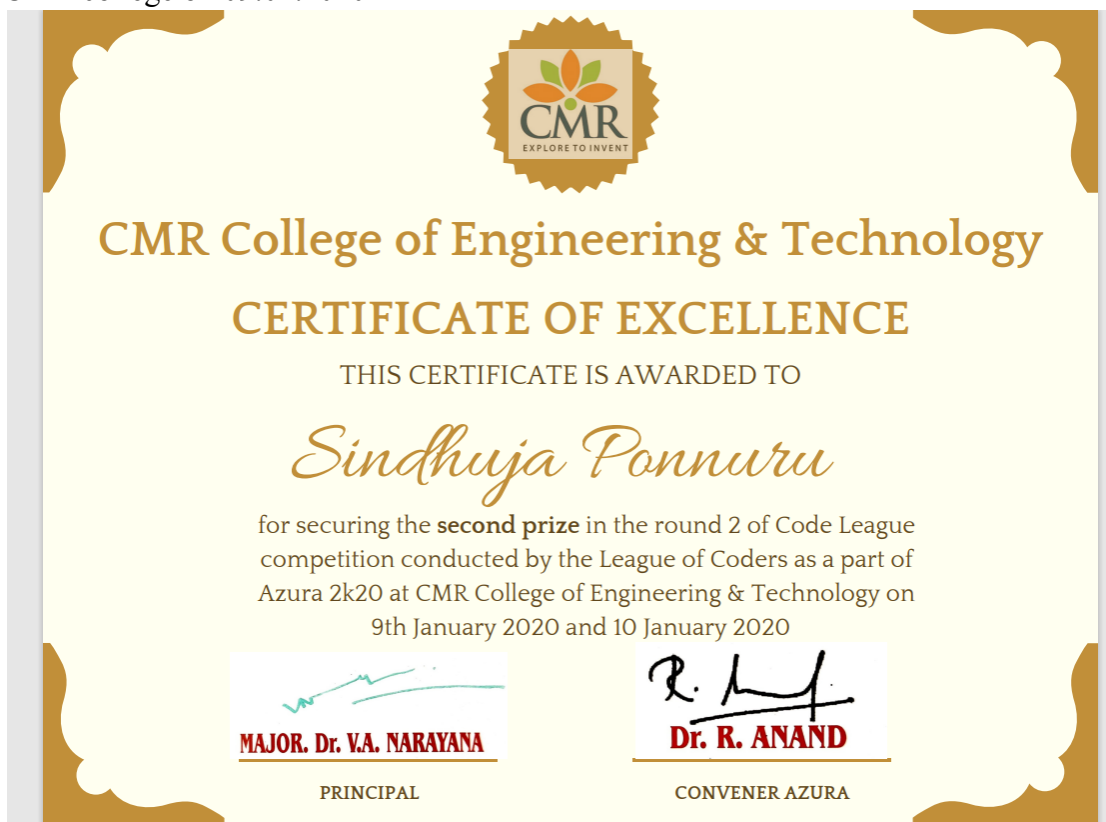 CMR
EXPLORE TO INVENT
CMR College of Engineering & Technology
CERTIFICATE OF EXCELLENCE
THIS CERTIFICATE IS AWARDED TO
Sindhuja Ponnuru
for securing the second prize in the round 2 of Code League
competition conducted by the League of Coders as a part of
Azura 2k20 at CMR College of Engineering & Technology on
9th January 2020 and 10 January 2020
MAJOR. Dr. V.A. NARAYANA
PRINCIPAL
Dr. R. ANAND
CONVENER AZURA